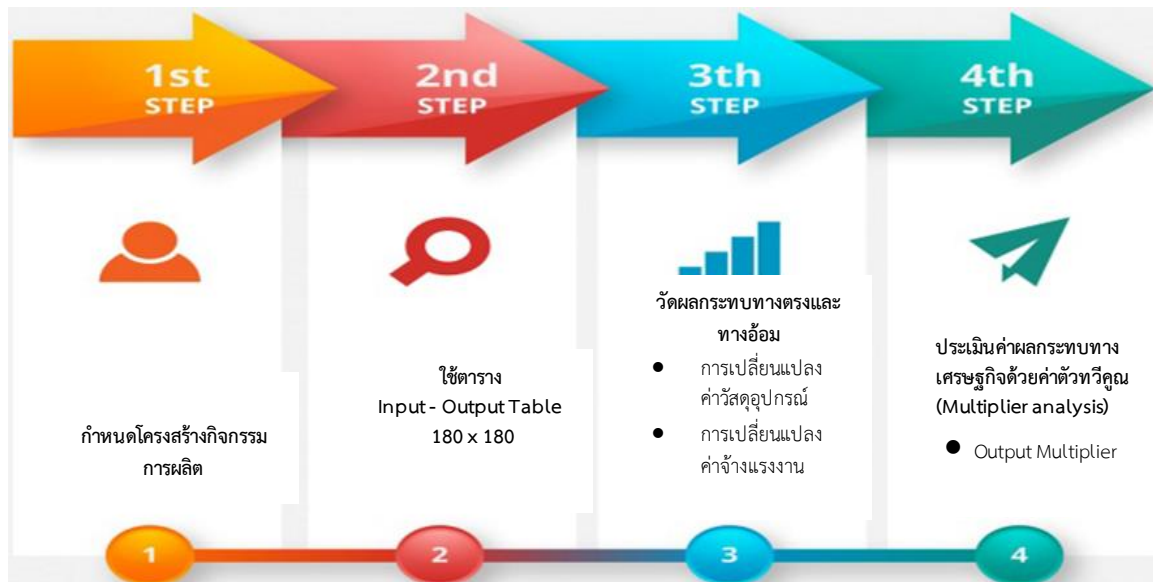 1st
STEP
2nd
STEP
3th
STEP
4th
STEP
กำหนดโครงสร้างกิจกรรม
การผลิต
ใช้ตาราง
Input - Output Table
180 x 180
วัดผลกระทบทางตรงและ
ทางอ้อม
● การเปลี่ยนแปลง
ค่าวัสดุอุปกรณ์
● การเปลี่ยนแปลง
ค่าจ้างแรงงาน
ประเมินค่าผลกระทบทาง
เศรษฐกิจด้วยค่าตัวทวีคูณ
(Multiplier analysis)
● Output Multiplier
1
2
3
4